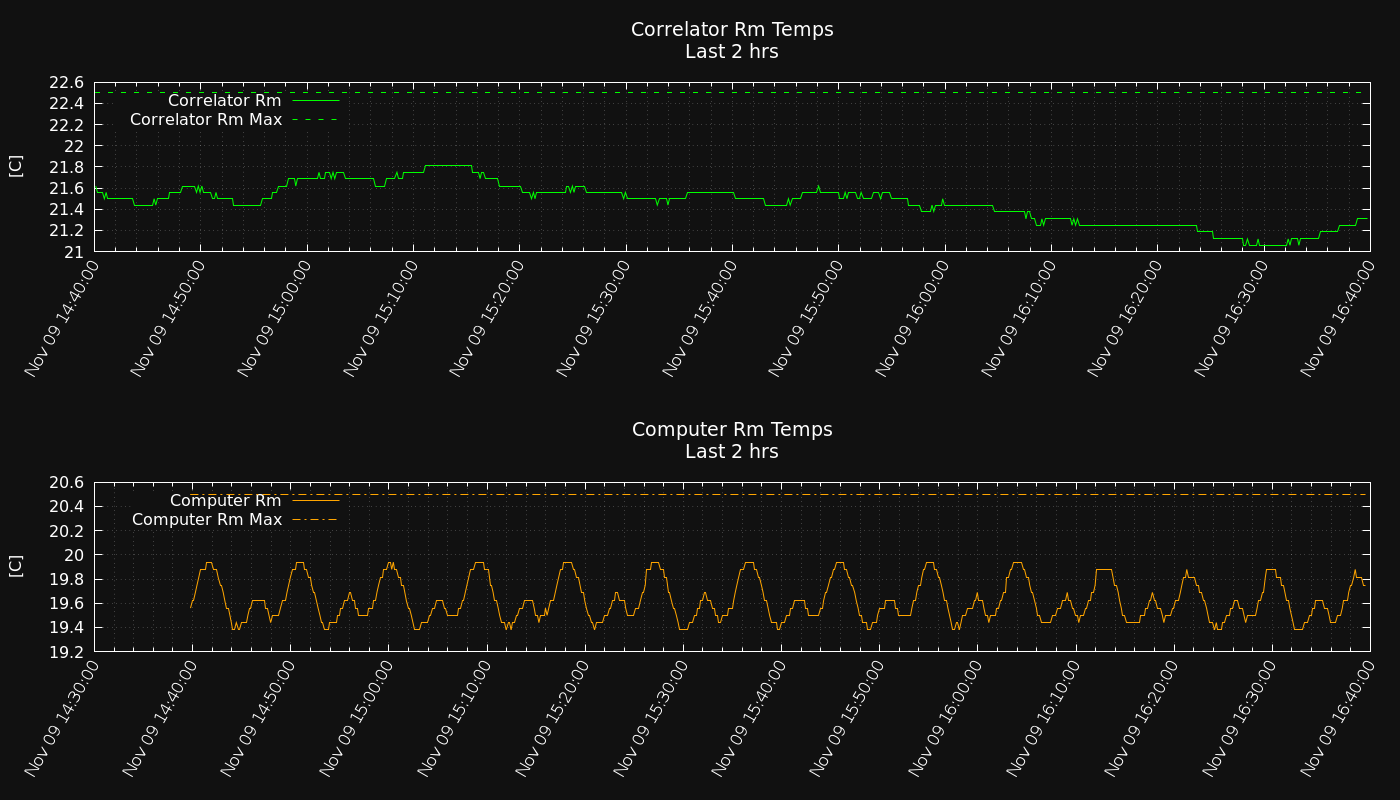 Correlator Rm Temps
Last 2 hrs
[C]
22.6
22.4
22.2
22
21.8
21.6
21.4
21.2
21
Correlator Rm
Correlator Rm Max
Nov 09 14:40:00
Nov 09 14:50:00
Nov 09 15:00:00
Nov 09 15:10:00
Nov 09 15:20:00
Nov 09 15:30:00
Nov 09 15:40:00
Nov 09 15:50:00
Nov 09 16:00:00
Nov 09 16:10:00
Nov 09 16:20:00
Nov 09 16:30:00
Nov 09 16:40:00
Computer Rm Temps
Last 2 hrs
[C]
20.6
20.4
20.2
20
19.8
19.6
19.4
19.2
Computer Rm
Computer Rm Max
Nov 09 14:30:00
Nov 09 14:40:00
Nov 09 14:50:00
Nov 09 15:00:00
Nov 09 15:10:00
Nov 09 15:20:00
Nov 09 15:30:00
Nov 09 15:40:00
Nov 09 15:50:00
Nov 09 16:00:00
Nov 09 16:10:00
Nov 09 16:20:00
Nov 09 16:30:00
Nov 09 16:40:00